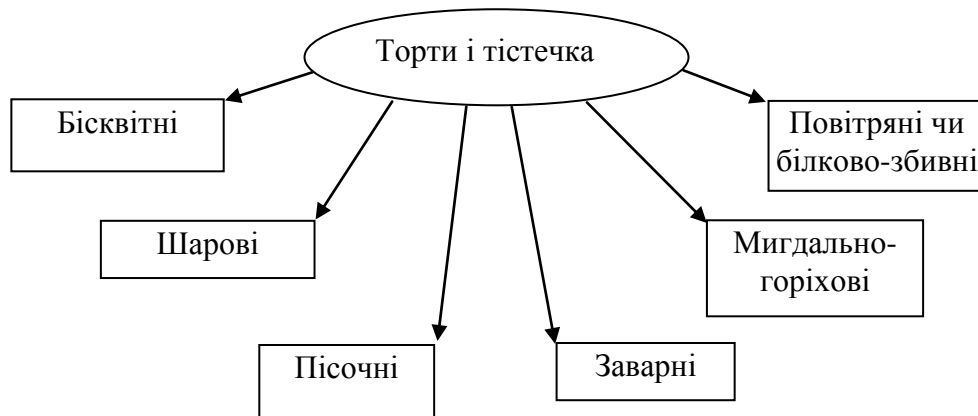 Торти і тістечка
Бісквітні
Повітряні чи
білково-збивні
Шарові
Мигдально-
горіхові
Пісочні
Заварні